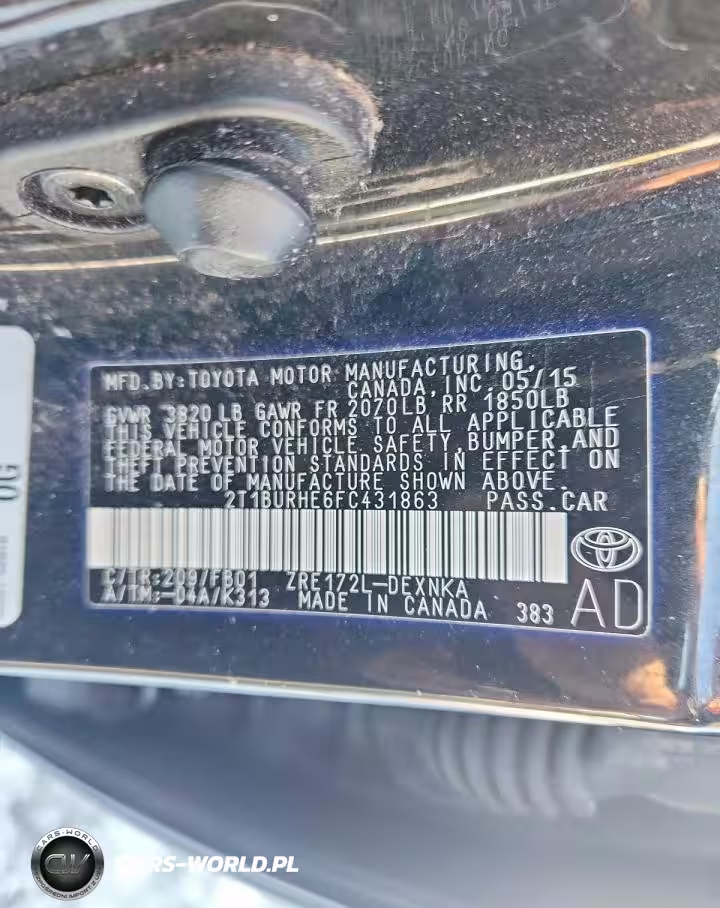 MFD.BY:TOYOTA MOTOR MANUFACTURING,
CANADA, INC. 05/15
GVWR 3820 LB GAWR FR 2070LB RR 1850LB
THIS VEHICLE CONFORMS TO ALL APPLICABLE
FEDERAL MOTOR VEHICLE SAFETY, BUMPER, AND
THEFT PREVENTION STANDARDS IN EFFECT ON
THE DATE OF MANUFACTURE SHOWN ABOVE.
2T1BURHE6FC431863 PASS.CAR
C/TR:209/FB01 ZRE172L-DEXNKA
A/TM:-04A/K313 MADE IN CANADA 383 AD
CARS-WORLD
CW
CARS-WORLD.PL